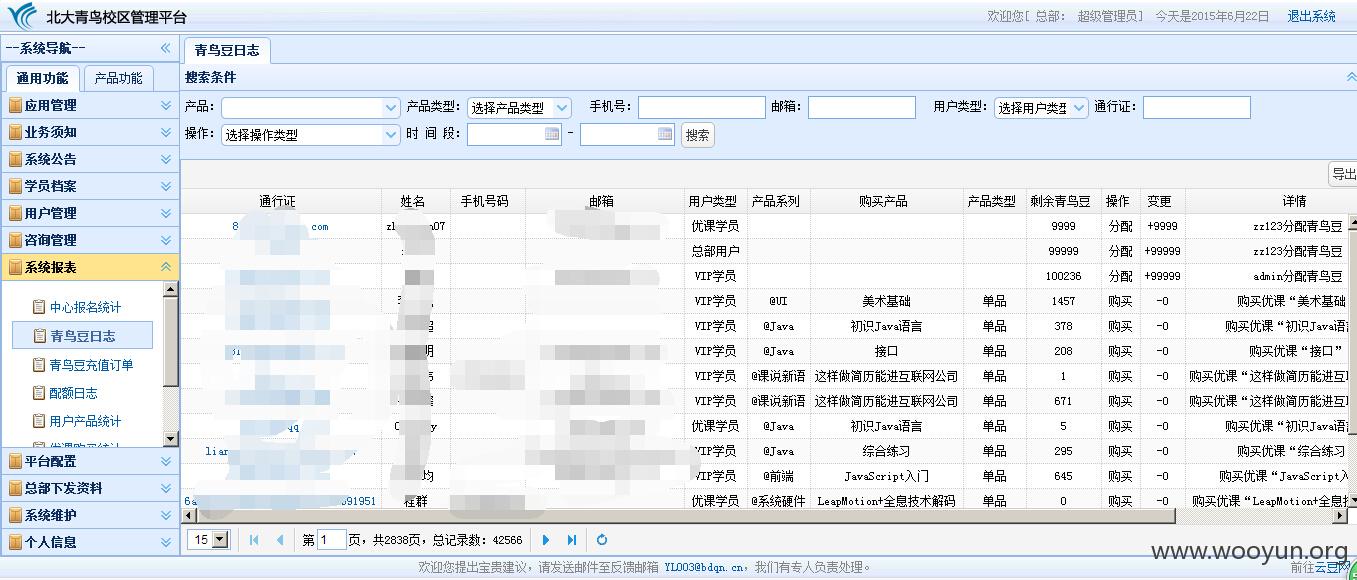 北大青鸟校区管理平台
欢迎您[ 总部： 超级管理员] 今天是2015年6月22日 退出系统
--系统导航--
通用功能 产品功能
应用管理
业务须知
系统公告
学员档案
用户管理
咨询管理
系统报表
中心报名统计
青鸟豆日志
青鸟豆充值订单
配额日志
用户产品统计
平台配置
总部下发资料
系统维护
个人信息
青鸟豆日志
搜索条件
产品： 产品类型： 选择产品类型 手机号： 邮箱： 用户类型： 选择用户类型 通行证：
操作： 选择操作类型 时 间 段： - 搜索
导出
通行证 姓名 手机号码 邮箱 用户类型 产品系列 购买产品 产品类型 剩余青鸟豆 操作 变更 详情
8 com 07 优课学员 9999 分配 +9999 zz123分配青鸟豆
总部用户 99999 分配 +99999 zz123分配青鸟豆
VIP学员 100236 分配 +99999 admin分配青鸟豆
VIP学员 @UI 美术基础 单品 1457 购买 -0 购买优课“美术基础
VIP学员 @Java 初识Java语言 单品 378 购买 -0 购买优课“初识Java语言
明 VIP学员 @Java 接口 单品 208 购买 -0 购买优课“接口”
VIP学员 @课说新语 这样做简历能进互联网公司 单品 1 购买 -0 购买优课“这样做简历能进互
VIP学员 @课说新语 这样做简历能进互联网公司 单品 671 购买 -0 购买优课“这样做简历能进互
优课学员 @Java 初识Java语言 单品 5 购买 -0 购买优课“初识Java语
lian VIP学员 @Java 综合练习 单品 295 购买 -0 购买优课“综合练习
均 VIP学员 @前端 JavaScript入门 单品 645 购买 -0 购买优课“JavaScript入
091951 程群 优课学员 @系统硬件 LeapMotion+全息技术解码 单品 0 购买 -0 购买优课“LeapMotion+全息技
15 第 1 页，共2838页，总记录数：42566
欢迎您提出宝贵建议，请发送邮件至反馈邮箱 YL003@bdqn.cn，我们有专人负责处理。
前往云豆网
www.wooyun.org